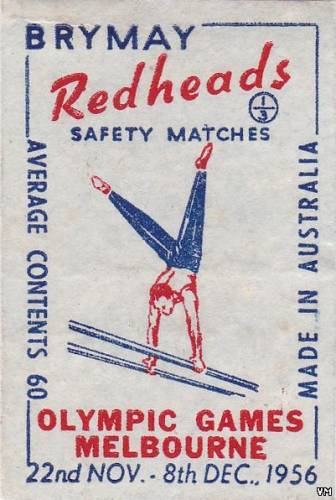 BRYMAY
Redheads
1/3
SAFETY MATCHES
AVERAGE CONTENTS 60
MADE IN AUSTRALIA
OLYMPIC GAMES
MELBOURNE
22nd NOV. - 8th DEC., 1956
VM